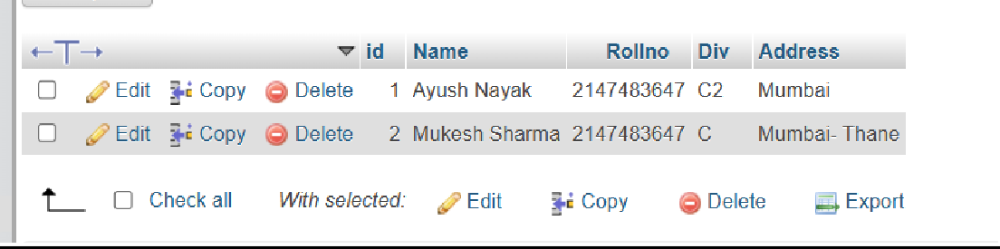 id Name Rollno Div Address
Edit Copy Delete 1 Ayush Nayak 2147483647 C2 Mumbai
Edit Copy Delete 2 Mukesh Sharma 2147483647 C Mumbai- Thane
Check all With selected: Edit Copy Delete Export